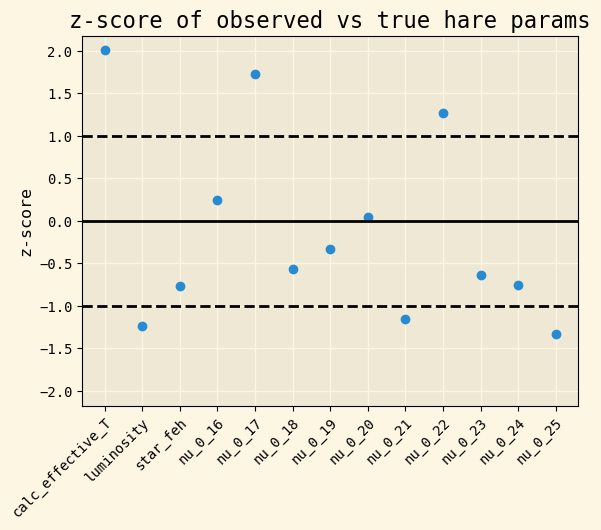 z-score of observed vs true hare params
2.0
1.5
1.0
0.5
0.0
−0.5
−1.0
−1.5
−2.0
z-score
calc_effective_T
luminosity
star_feh
nu_0_16
nu_0_17
nu_0_18
nu_0_19
nu_0_20
nu_0_21
nu_0_22
nu_0_23
nu_0_24
nu_0_25